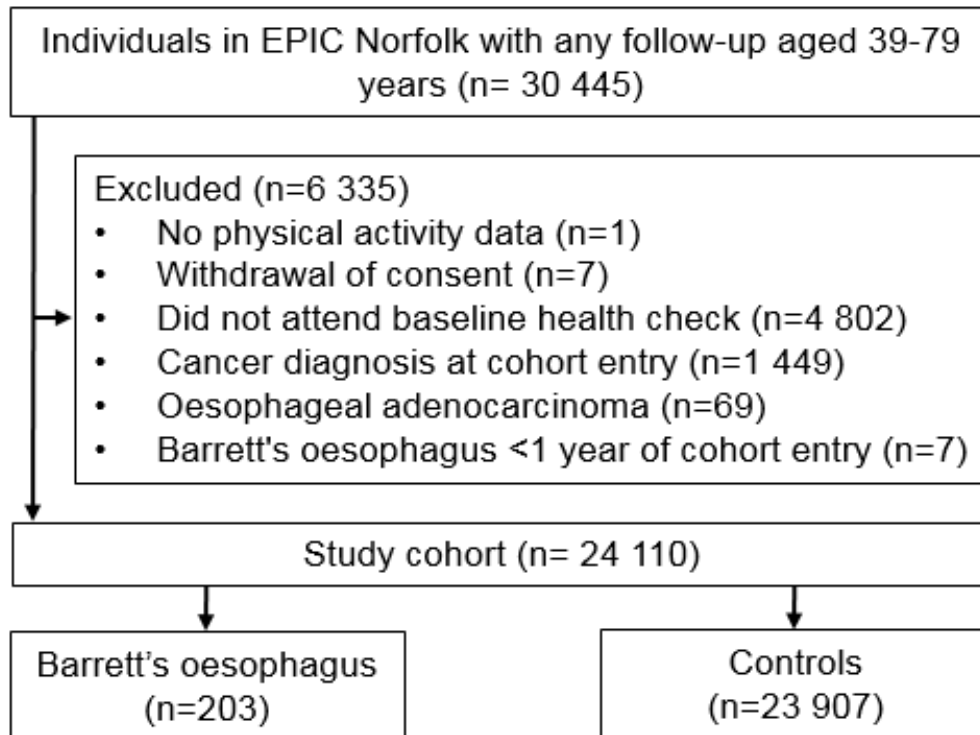 Individuals in EPIC Norfolk with any follow-up aged 39-79
years (n= 30 445)
Excluded (n=6 335)
• No physical activity data (n=1)
• Withdrawal of consent (n=7)
• Did not attend baseline health check (n=4 802)
• Cancer diagnosis at cohort entry (n=1 449)
• Oesophageal adenocarcinoma (n=69)
• Barrett's oesophagus <1 year of cohort entry (n=7)
Study cohort (n= 24 110)
Barrett’s oesophagus
(n=203)
Controls
(n=23 907)